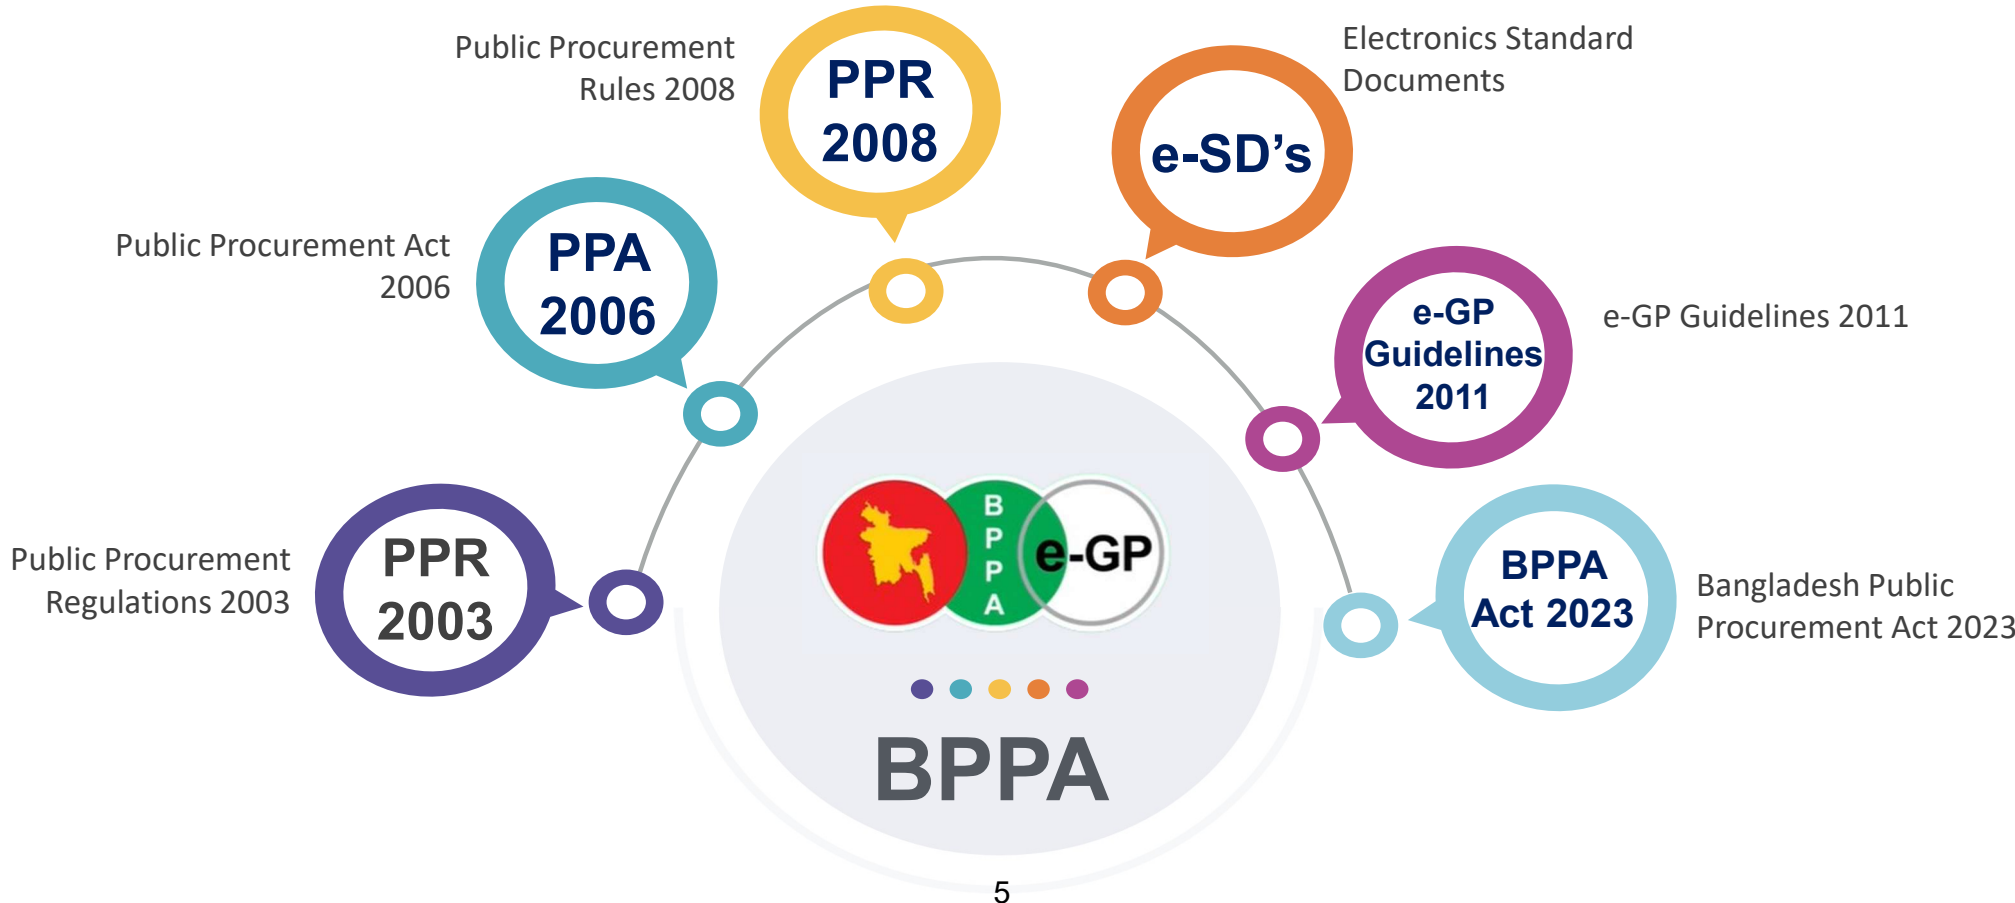 Public Procurement
Rules 2008
PPR
2008
Electronics Standard
Documents
e-SD's
Public Procurement Act
2006
PPA
2006
e-GP
Guidelines
2011
e-GP Guidelines 2011
Public Procurement
Regulations 2003
PPR
2003
B
P
P
A
e-GP
BPPA
Act 2023
Bangladesh Public
Procurement Act 2023
BPPA
5